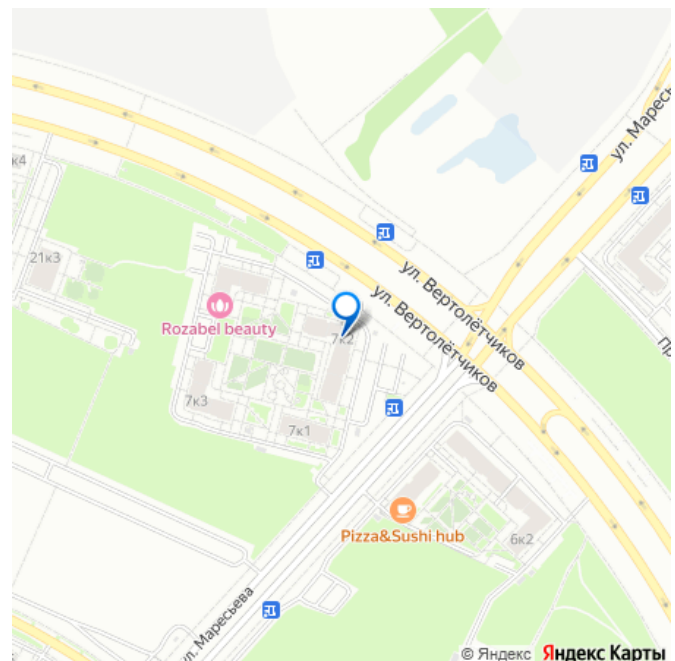 ул. Маресь
к4
21к3
ул. Вертолётчиков
ул. Вертолётчиков
Rozabel beauty
7к2
7к3
7к1
Pizza&Sushi hub
6к2
ул. Маресьева
© Яндекс Яндекс Карты